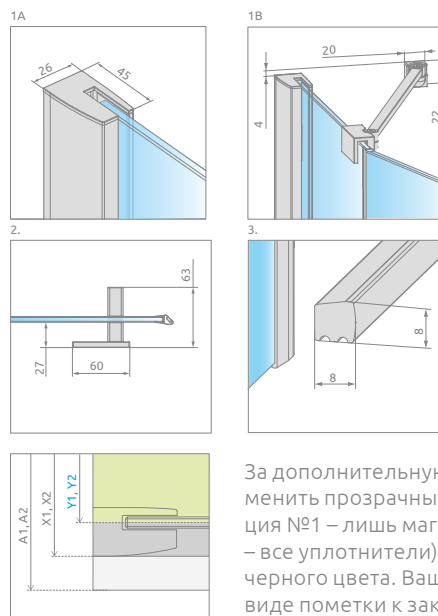 1A
26
45
1B
20
4
22
2.
63
27
60
3.
8
8
A1, A2
X1, X2
Y1, Y2
За дополнительную
менить прозрачны
ция №1 – лишь маг
– все уплотнители)
черного цвета. Ваш
виде пометки к зак